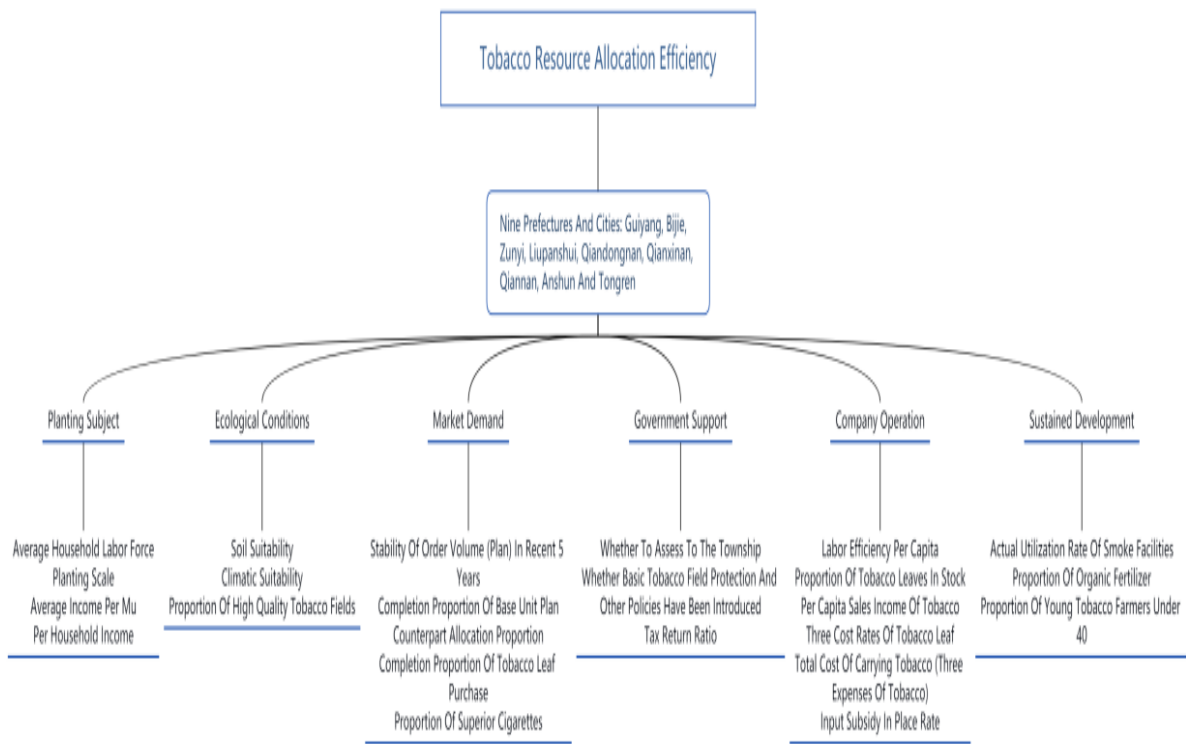 Tobacco Resource Allocation Efficiency
Nine Prefectures And Cities: Guiyang, Bijie,
Zunyi, Liupanshui, Qiandongnan, Qianxinan,
Qiannan, Anshun And Tongren
Planting Subject
Ecological Conditions
Market Demand
Government Support
Company Operation
Sustained Development
Average Household Labor Force
Planting Scale
Average Income Per Mu
Per Household Income
Soil Suitability
Climatic Suitability
Proportion Of High Quality Tobacco Fields
Stability Of Order Volume (Plan) In Recent 5
Years
Completion Proportion Of Base Unit Plan
Counterpart Allocation Proportion
Completion Proportion Of Tobacco Leaf
Purchase
Proportion Of Superior Cigarettes
Whether To Assess To The Township
Whether Basic Tobacco Field Protection And
Other Policies Have Been Introduced
Tax Return Ratio
Labor Efficiency Per Capita
Proportion Of Tobacco Leaves In Stock
Per Capita Sales Income Of Tobacco
Three Cost Rates Of Tobacco Leaf
Total Cost Of Carrying Tobacco (Three
Expenses Of Tobacco)
Input Subsidy In Place Rate
Actual Utilization Rate Of Smoke Facilities
Proportion Of Organic Fertilizer
Proportion Of Young Tobacco Farmers Under
40